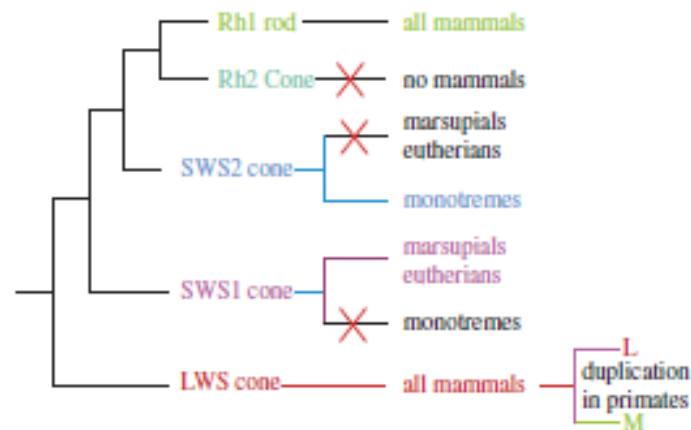 Rh1 rod all mammals
Rh2 Cone no mammals
marsupials
eutherians
SWS2 cone monotremes
marsupials
eutherians
SWS1 cone
monotremes
L
LWS cone all mammals duplication
in primates
M